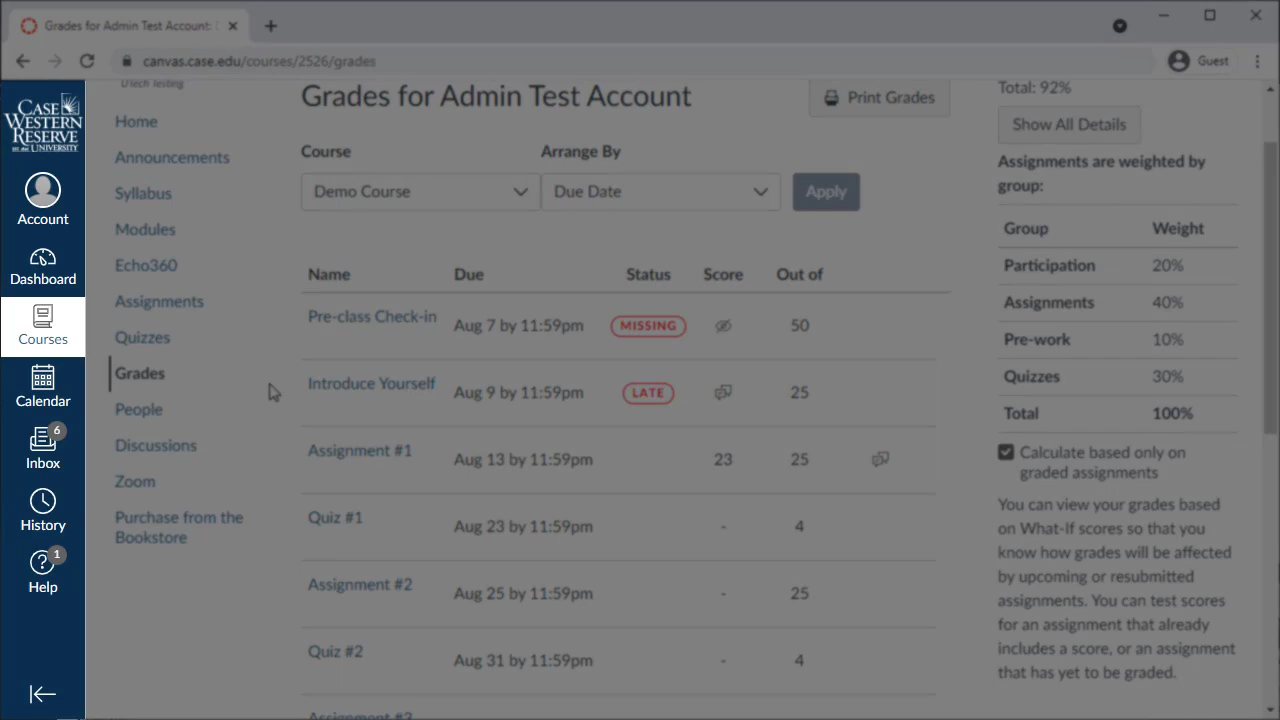 Grades for Admin Test Account:
canvas.case.edu/courses/2526/grades
Guest
CASE
WESTERN
RESERVE
UNIVERSITY
Account
Dashboard
Courses
Calendar
6
Inbox
History
1
Help
UTech Testing
Home
Announcements
Syllabus
Modules
Echo360
Assignments
Quizzes
Grades
People
Discussions
Zoom
Purchase from the
Bookstore
Grades for Admin Test Account
Print Grades
Course
Arrange By
Demo Course
Due Date
Apply
Name Due Status Score Out of
Pre-class Check-in Aug 7 by 11:59pm MISSING 50
Introduce Yourself Aug 9 by 11:59pm LATE 25
Assignment #1 Aug 13 by 11:59pm 23 25
Quiz #1 Aug 23 by 11:59pm - 4
Assignment #2 Aug 25 by 11:59pm - 25
Quiz #2 Aug 31 by 11:59pm - 4
Assignment #3
Total: 92%
Show All Details
Assignments are weighted by
group:
Group Weight
Participation 20%
Assignments 40%
Pre-work 10%
Quizzes 30%
Total 100%
Calculate based only on
graded assignments
You can view your grades based
on What-If scores so that you
know how grades will be affected
by upcoming or resubmitted
assignments. You can test scores
for an assignment that already
includes a score, or an assignment
that has yet to be graded.